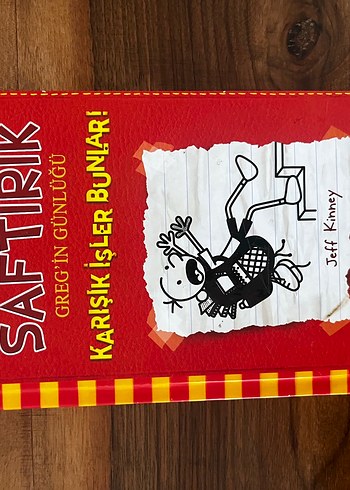 SAFTIRIK
GREG'İN GÜNLÜĞÜ
KARIŞIK İŞLER BUNLAR!
Jeff Kinney